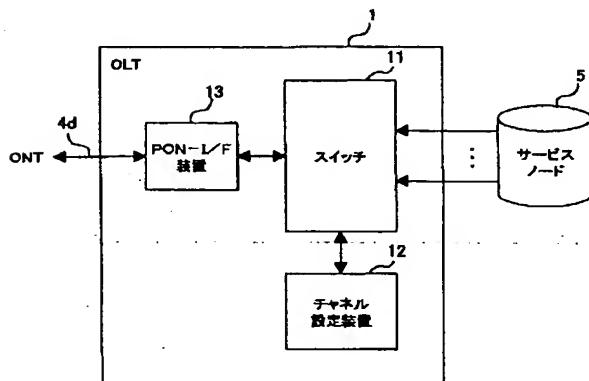 1
OLT
11
5
13
4d
ONT
PON-I/F
装置
スイッチ
サービス
ノード
12
チャネル
設定装置